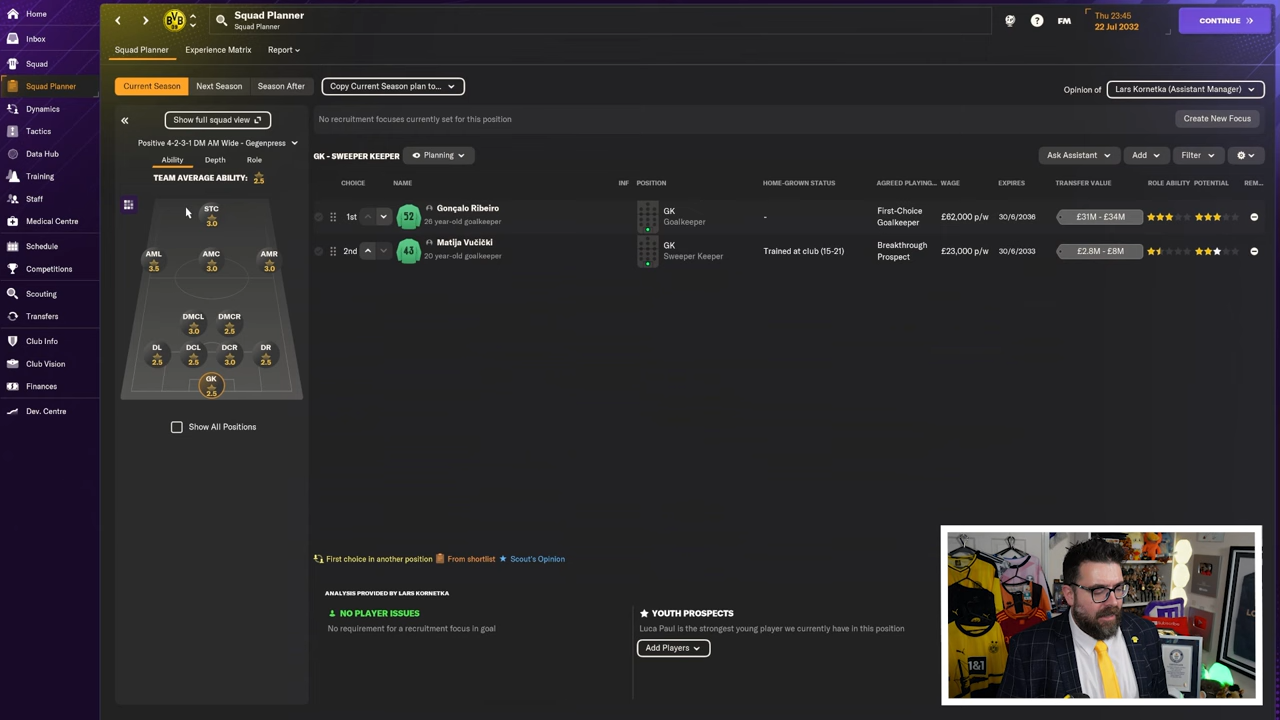 Home
Inbox
Squad
Squad Planner
Dynamics
Tactics
Data Hub
Training
Staff
Medical Centre
Schedule
Competitions
Scouting
Transfers
Club Info
Club Vision
Finances
Dev. Centre
BVB 09
Squad Planner
Squad Planner
FM
Thu 23:45
22 Jul 2032
CONTINUE
Squad Planner Experience Matrix Report
Current Season Next Season Season After Copy Current Season plan to...
Opinion of Lars Kornetka (Assistant Manager)
Show full squad view
Positive 4-2-3-1 DM AM Wide - Gegenpress
Ability Depth Role
TEAM AVERAGE ABILITY: 2.5
STC
3.0
AML AMC AMR
3.5 3.0 3.0
DMCL DMCR
3.0 2.5
DL DCL DCR DR
2.5 2.5 3.0 2.5
GK
2.5
Show All Positions
No recruitment focuses currently set for this position
Create New Focus
GK - SWEEPER KEEPER Planning
Ask Assistant Add Filter
CHOICE NAME INF POSITION HOME-GROWN STATUS AGREED PLAYING... WAGE EXPIRES TRANSFER VALUE ROLE ABILITY POTENTIAL REM...
1st 52 Gonçalo Ribeiro GK - First-Choice £62,000 p/w 30/6/2036 £31M - £34M
26 year-old goalkeeper Goalkeeper Goalkeeper
2nd 43 Matija Vučički GK Trained at club (15-21) Breakthrough £23,000 p/w 30/6/2033 £2.8M - £8M
20 year-old goalkeeper Sweeper Keeper Prospect
First choice in another position From shortlist Scout's Opinion
ANALYSIS PROVIDED BY LARS KORNETKA
NO PLAYER ISSUES
No requirement for a recruitment focus in goal
YOUTH PROSPECTS
Luca Paul is the strongest young player we currently have in this position
Add Players
1&1